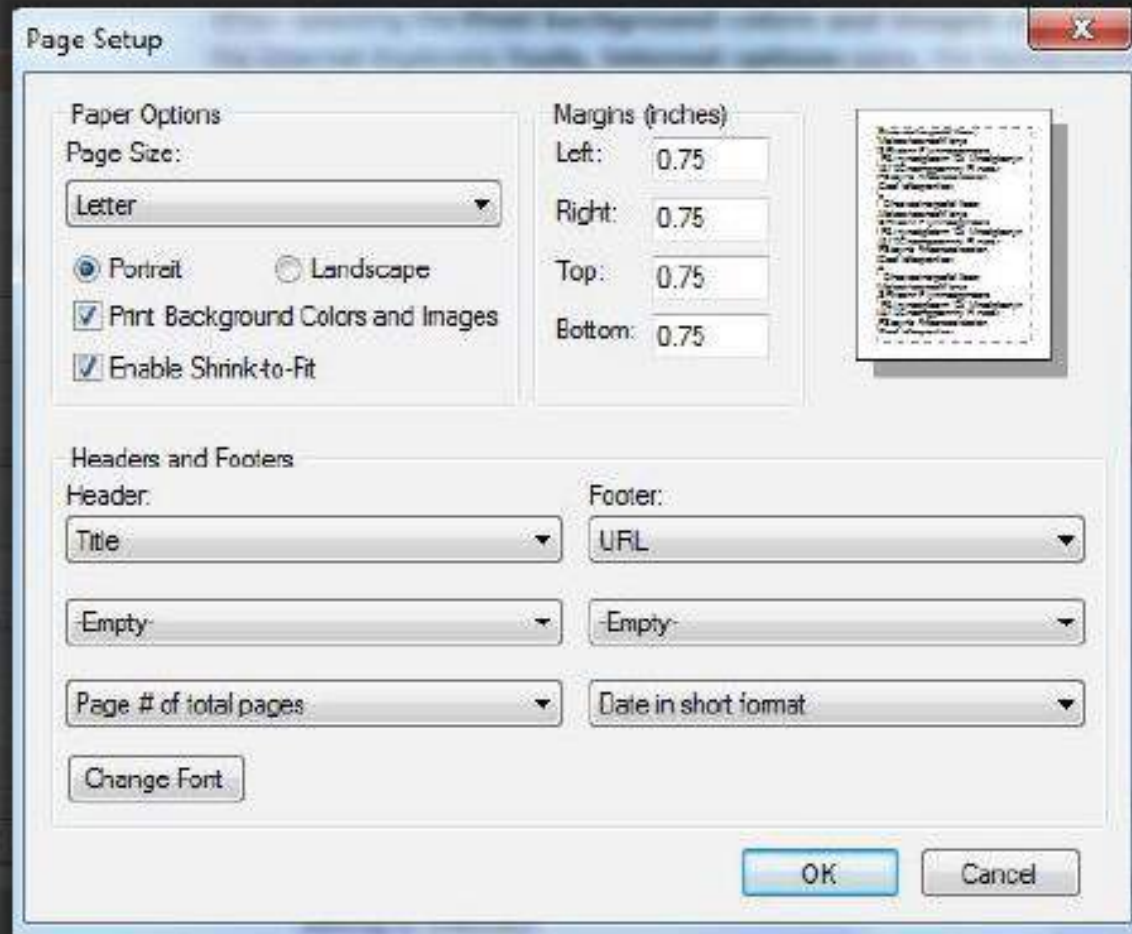 Page Setup
Paper Options
Page Size:
Letter
Portrait
Landscape
Print Background Colors and Images
Enable Shrink-to-Fit
Margins (inches)
Left: 0.75
Right: 0.75
Top: 0.75
Bottom: 0.75
Headers and Footers
Header:
Footer:
Title
URL
-Empty-
-Empty-
Page # of total pages
Date in short format
Change Font
OK
Cancel